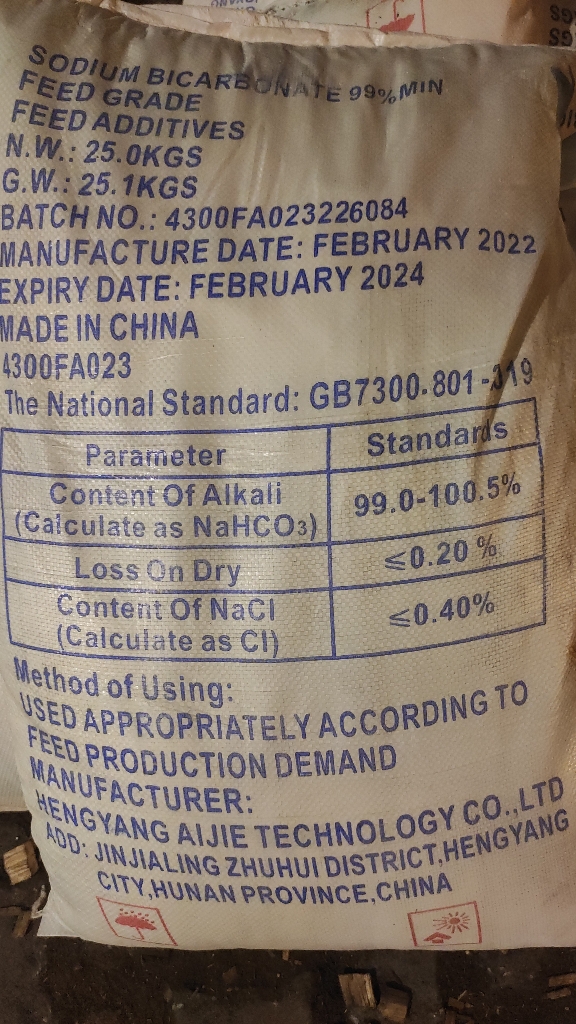 SODIUM BICARBONATE 99%MIN
FEED GRADE
FEED ADDITIVES
N.W.: 25.0KGS
G.W.: 25.1KGS
BATCH NO.: 4300FA023226084
MANUFACTURE DATE: FEBRUARY 2022
EXPIRY DATE: FEBRUARY 2024
MADE IN CHINA
4300FA023
The National Standard: GB7300.801-
Parameter Standards
Content Of Alkali
(Calculate as NaHCO3) 99.0-100.5%
Loss On Dry ≤0.20 %
Content Of NaCl
(Calculate as Cl) ≤0.40%
Method of Using:
USED APPROPRIATELY ACCORDING TO
FEED PRODUCTION DEMAND
MANUFACTURER:
HENGYANG AIJIE TECHNOLOGY CO.,LTD
ADD: JINJIALING ZHUHUI DISTRICT,HENGYANG
CITY,HUNAN PROVINCE,CHINA